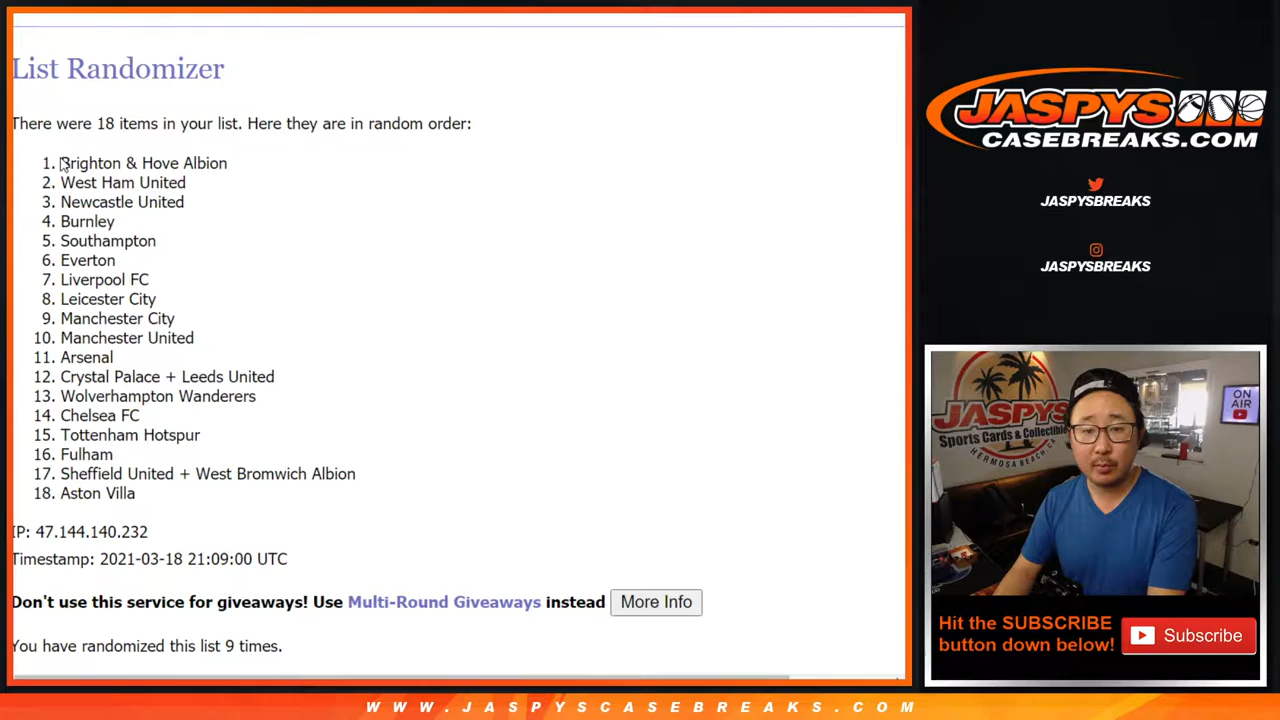 List Randomizer
There were 18 items in your list. Here they are in random order:
1. Brighton & Hove Albion
2. West Ham United
3. Newcastle United
4. Burnley
5. Southampton
6. Everton
7. Liverpool FC
8. Leicester City
9. Manchester City
10. Manchester United
11. Arsenal
12. Crystal Palace + Leeds United
13. Wolverhampton Wanderers
14. Chelsea FC
15. Tottenham Hotspur
16. Fulham
17. Sheffield United + West Bromwich Albion
18. Aston Villa
IP: 47.144.140.232
Timestamp: 2021-03-18 21:09:00 UTC
Don't use this service for giveaways! Use Multi-Round Giveaways instead More Info
You have randomized this list 9 times.
JASPYS
CASEBREAKS.COM
JASPYSBREAKS
JASPYSBREAKS
JASPYS
Sports Cards & Collectibles
HERMOSA BEACH, CA
ON
AIR
Hit the SUBSCRIBE
button down below!
Subscribe
WWW.JASPYSCASEBREAKS.COM